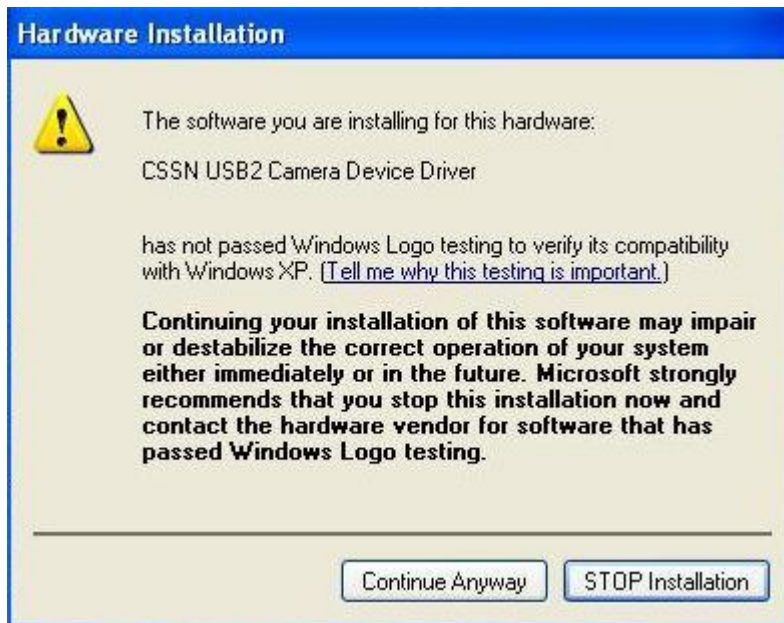 Hardware Installation
The software you are installing for this hardware:
CSSN USB2 Camera Device Driver
has not passed Windows Logo testing to verify its compatibility
with Windows XP. (Tell me why this testing is important.)
Continuing your installation of this software may impair
or destabilize the correct operation of your system
either immediately or in the future. Microsoft strongly
recommends that you stop this installation now and
contact the hardware vendor for software that has
passed Windows Logo testing.
Continue Anyway
STOP Installation